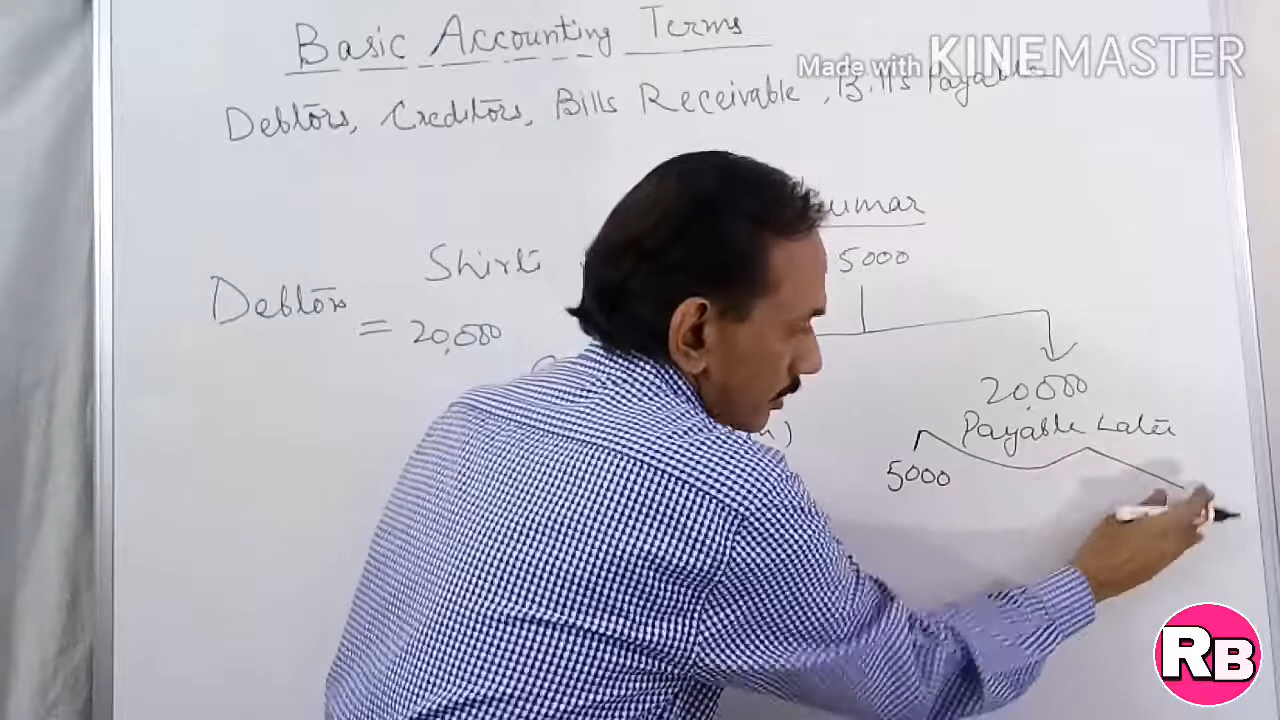 Basic Accounting Terms
Made with KINEMASTER
Debtors, Creditors, Bills Receivable, Bills Payable
umar
Shirts
5000
Debtors
= 20,000
20,000
Payable Later
5000
RB